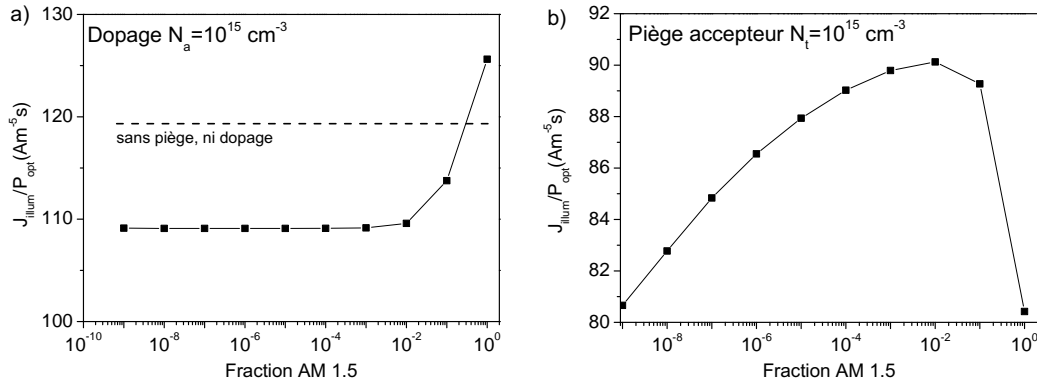 a)
Dopage N_a=10^15 cm^-3
130
120
110
100
J_illum/P_opt(Am^-5s)
sans piège, ni dopage
10^-10 10^-8 10^-6 10^-4 10^-2 10^0
Fraction AM 1.5
b)
Piège accepteur N_t=10^15 cm^-3
92
90
88
86
84
82
80
J_illum/P_opt(Am^-5s)
10^-8 10^-6 10^-4 10^-2 10^0
Fraction AM 1.5